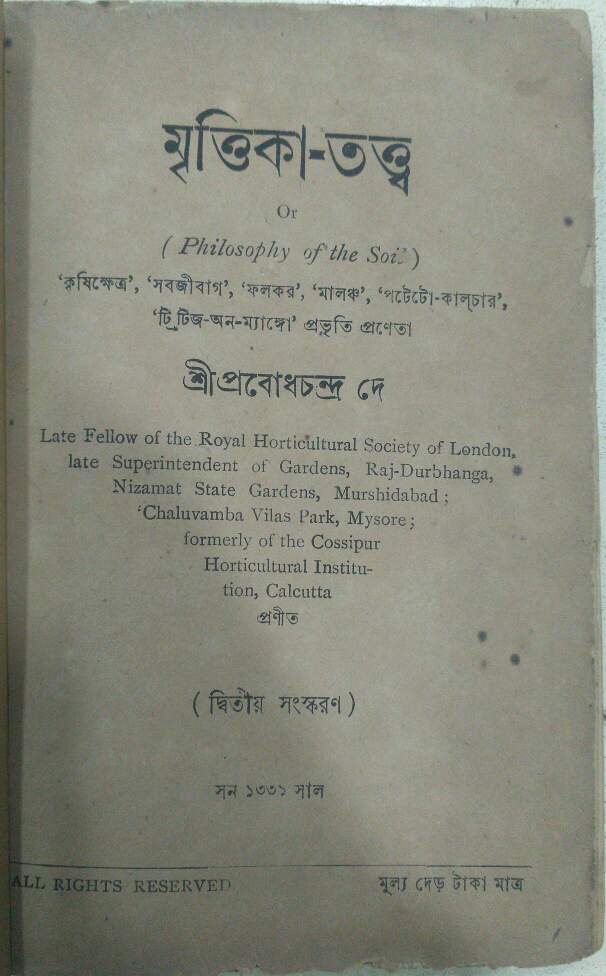 মৃত্তিকা-তত্ত্ব
Or
( Philosophy of the Soil )
‘কৃষিক্ষেত্র’, ‘সবজীবাগ’, ‘ফলকর’, ‘মালঞ্চ’, ‘পটেটো-কাল্চার’,
‘ট্রিটিজ-অন-ম্যাঙ্গো’ প্রভৃতি প্রণেতা
শ্রীপ্রবোধচন্দ্র দে
Late Fellow of the Royal Horticultural Society of London,
late Superintendent of Gardens, Raj-Durbhanga,
Nizamat State Gardens, Murshidabad ;
‘Chaluvamba Vilas Park, Mysore ;
formerly of the Cossipur
Horticultural Institu-
tion, Calcutta
প্রণীত
( দ্বিতীয় সংস্করণ )
সন ১৩৩১ সাল
ALL RIGHTS RESERVED
মূল্য দেড় টাকা মাত্র